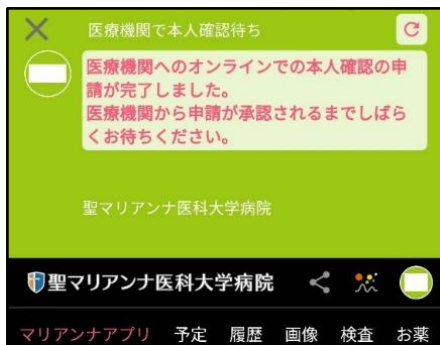 医療機関で本人確認待ち
医療機関へのオンラインでの本人確認の申
請が完了しました。
医療機関から申請が承認されるまでしばら
くお待ちください。
聖マリアンナ医科大学病院
聖マリアンナ医科大学病院
マリアンナアプリ 予定 履歴 画像 検査 お薬